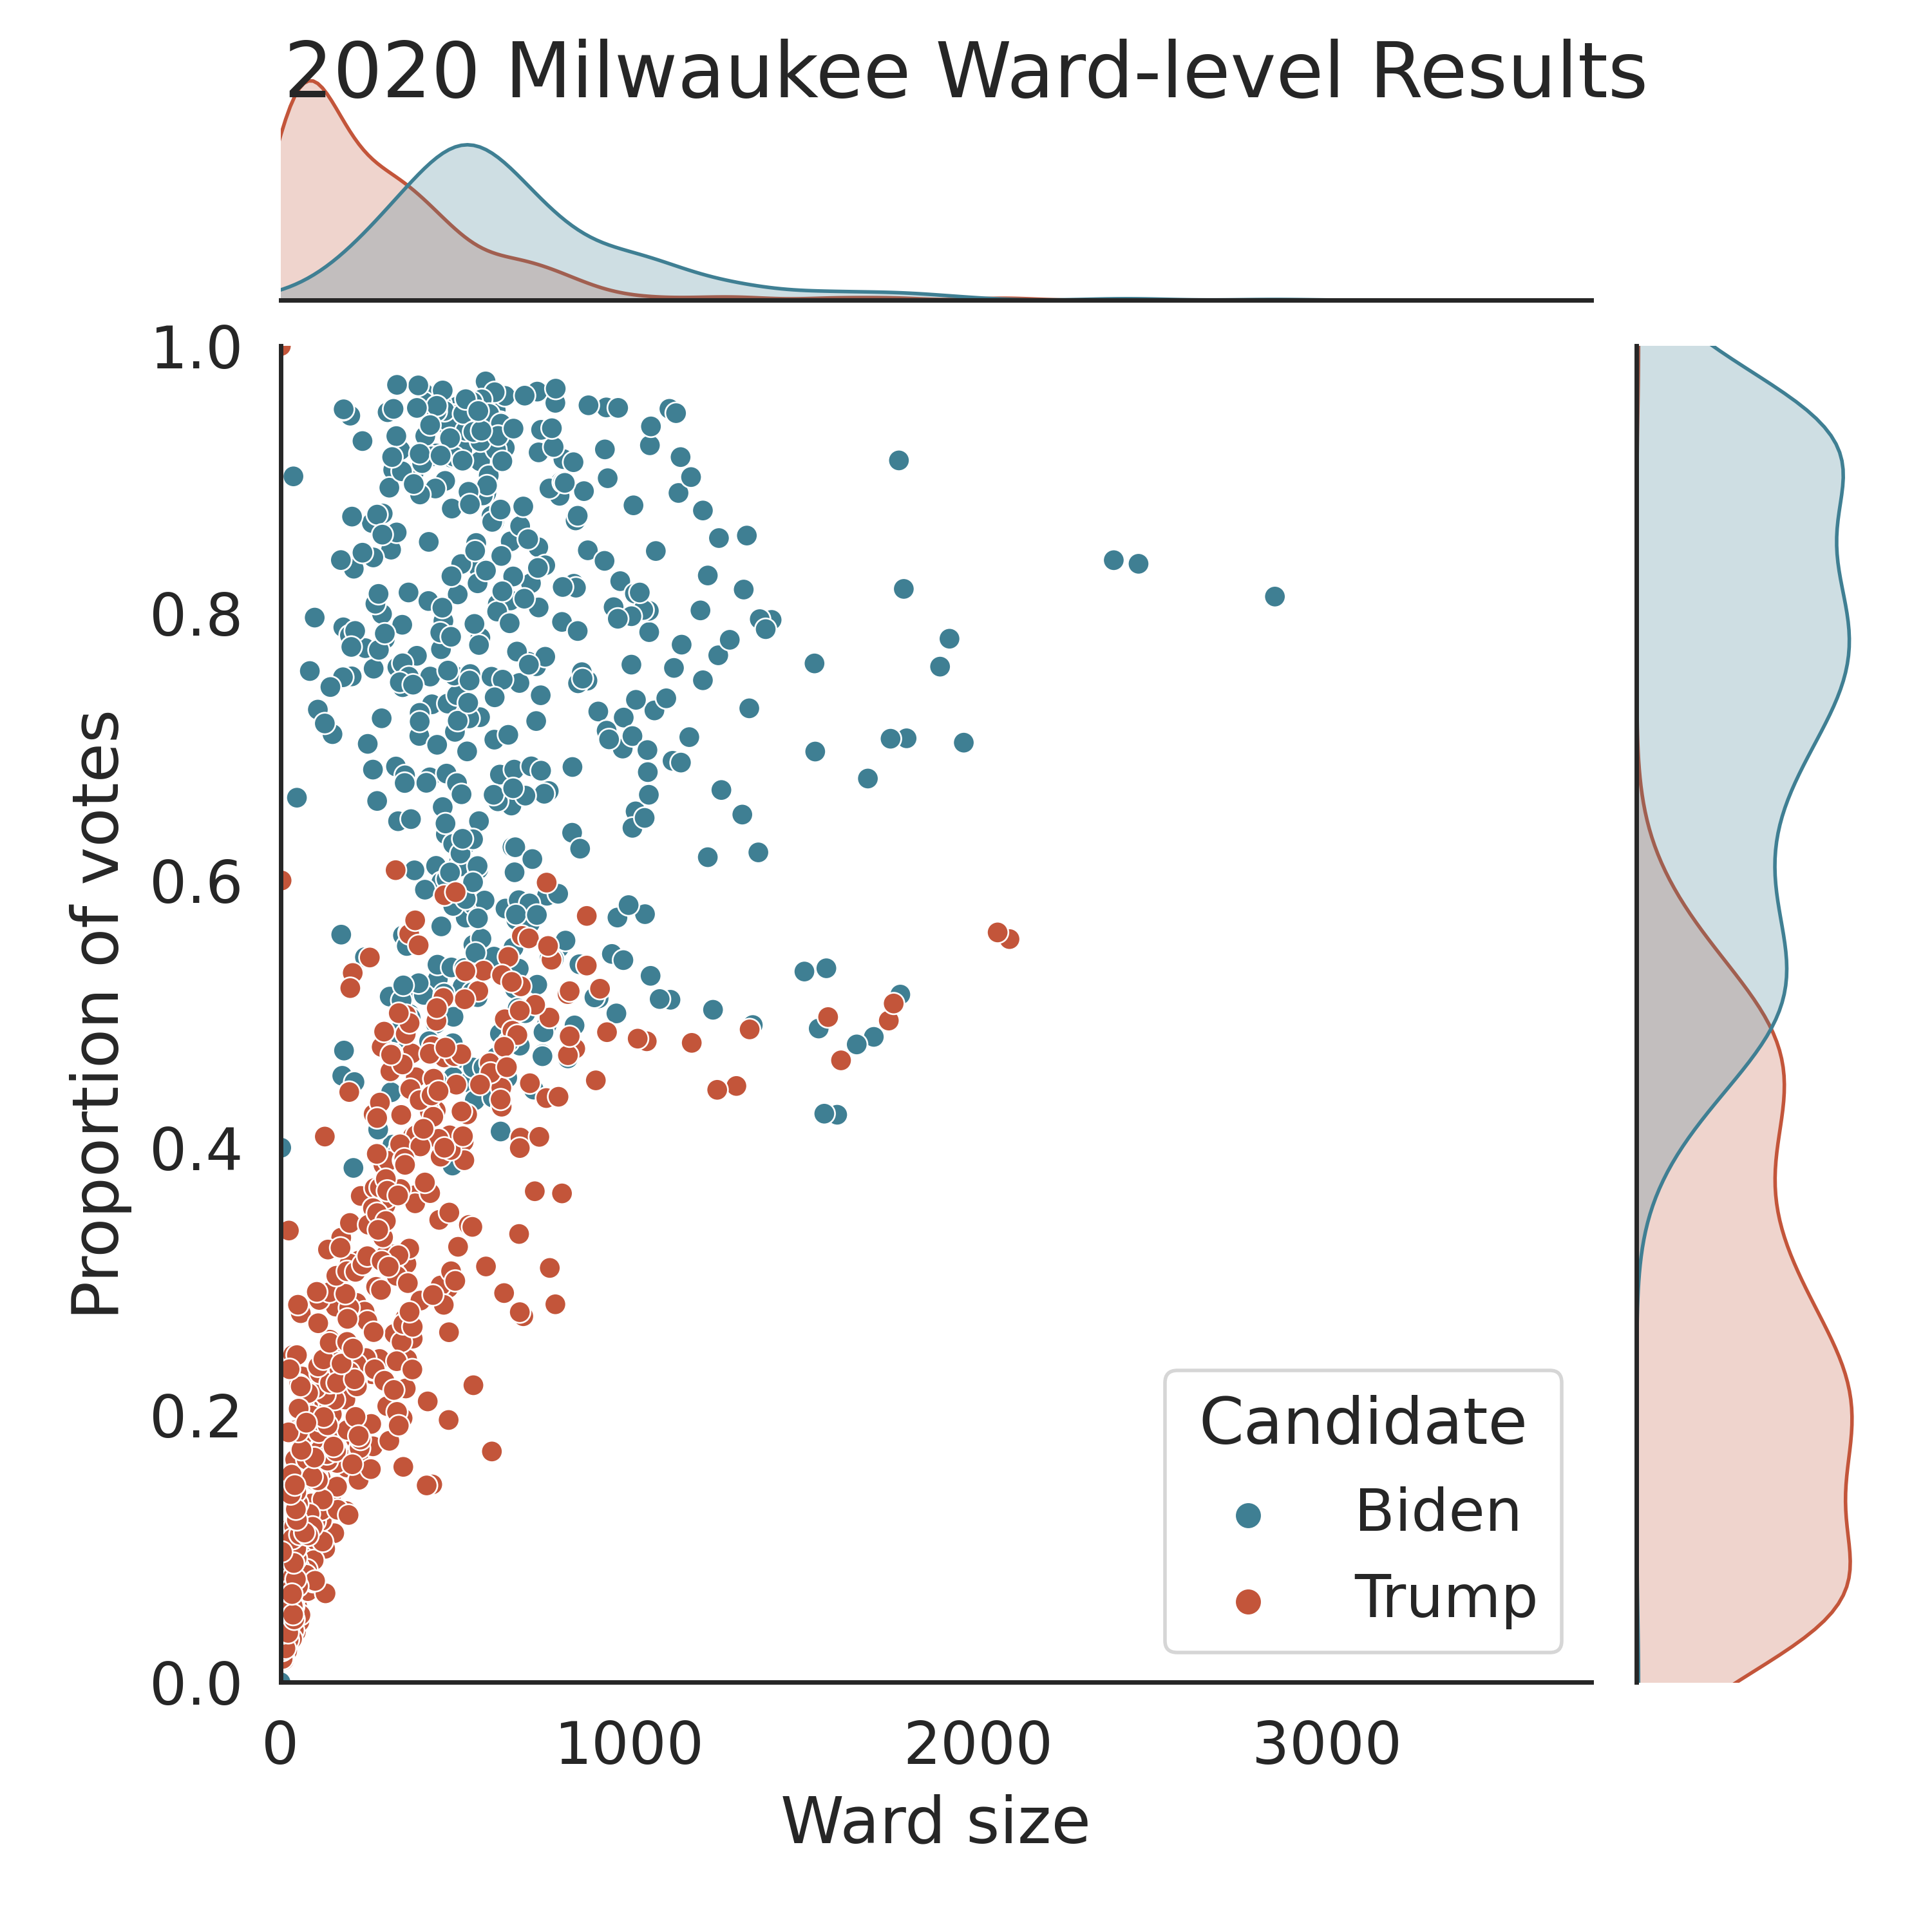 2020 Milwaukee Ward-level Results
1.0
0.8
0.6
0.4
0.2
0.0
Proportion of votes
0 1000 2000 3000
Ward size
Candidate
Biden
Trump